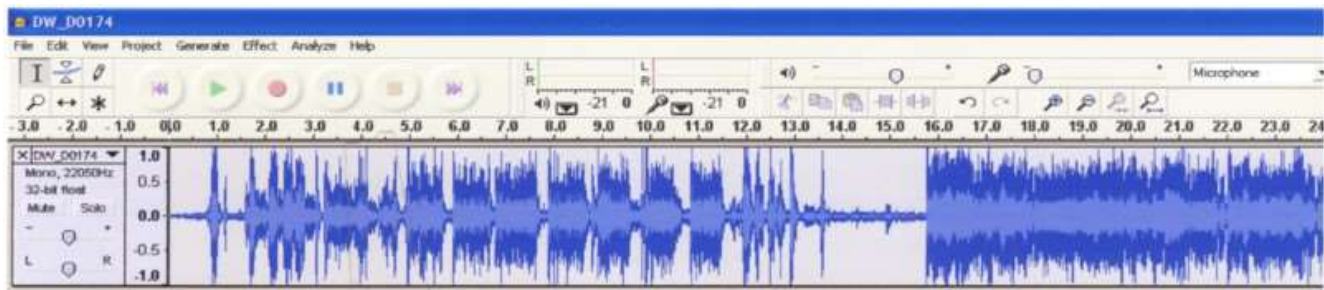 DW_D0174
File Edit View Project Generate Effect Analyze Help
L
R
L
R
-21 0 -21 0
Microphone
-3.0 -2.0 -1.0 0.0 1.0 2.0 3.0 4.0 5.0 6.0 7.0 8.0 9.0 10.0 11.0 12.0 13.0 14.0 15.0 16.0 17.0 18.0 19.0 20.0 21.0 22.0 23.0 24
DW_D0174
Mono, 22050Hz
32-bit float
Mute Solo
- +
L R
1.0
0.5
0.0
-0.5
-1.0